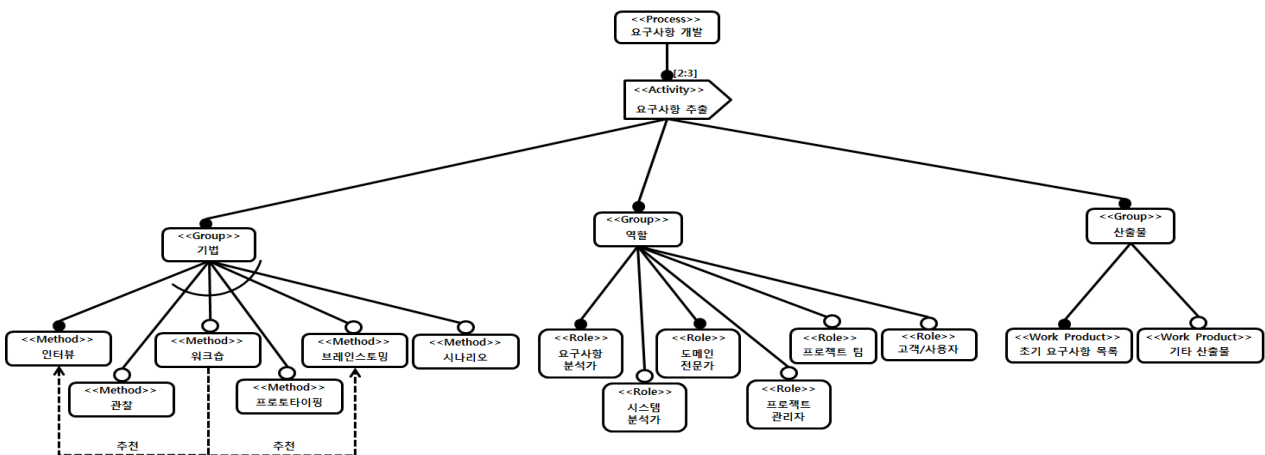 <<Process>>
요구사항 개발
[2:3]
<<Activity>>
요구사항 추출
<<Group>>
기법
<<Group>>
역할
<<Group>>
산출물
<<Method>>
인터뷰
<<Method>>
관찰
<<Method>>
워크숍
<<Method>>
프로토타이핑
<<Method>>
브레인스토밍
<<Method>>
시나리오
추천
추천
<<Role>>
요구사항
분석가
<<Role>>
시스템
분석가
<<Role>>
도메인
전문가
<<Role>>
프로젝트
관리자
<<Role>>
프로젝트 팀
<<Role>>
고객/사용자
<<Work Product>>
초기 요구사항 목록
<<Work Product>>
기타 산출물